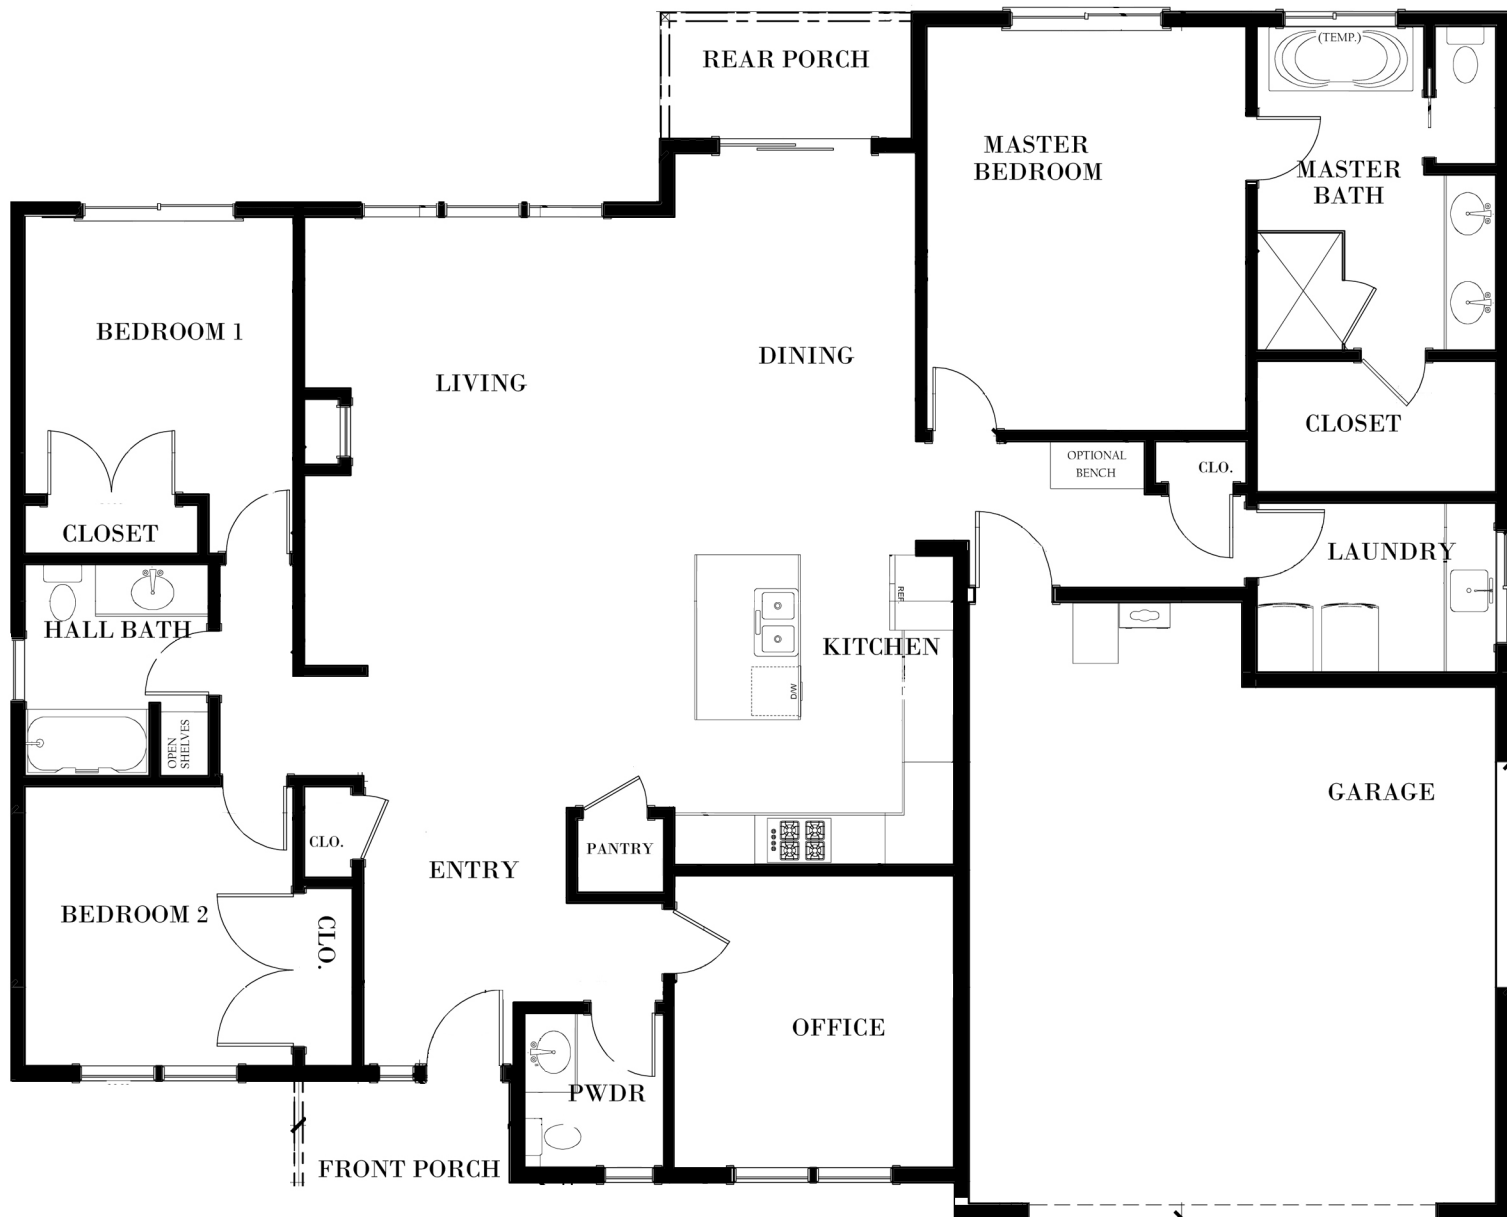 (TEMP.)
REAR PORCH
MASTER
BEDROOM
MASTER
BATH
BEDROOM 1
DINING
LIVING
CLOSET
OPTIONAL
BENCH
CLO.
CLOSET
LAUNDRY
REF.
HALL BATH
KITCHEN
D/W
OPEN
SHELVES
GARAGE
CLO.
PANTRY
ENTRY
BEDROOM 2
CLO.
OFFICE
PWDR
FRONT PORCH